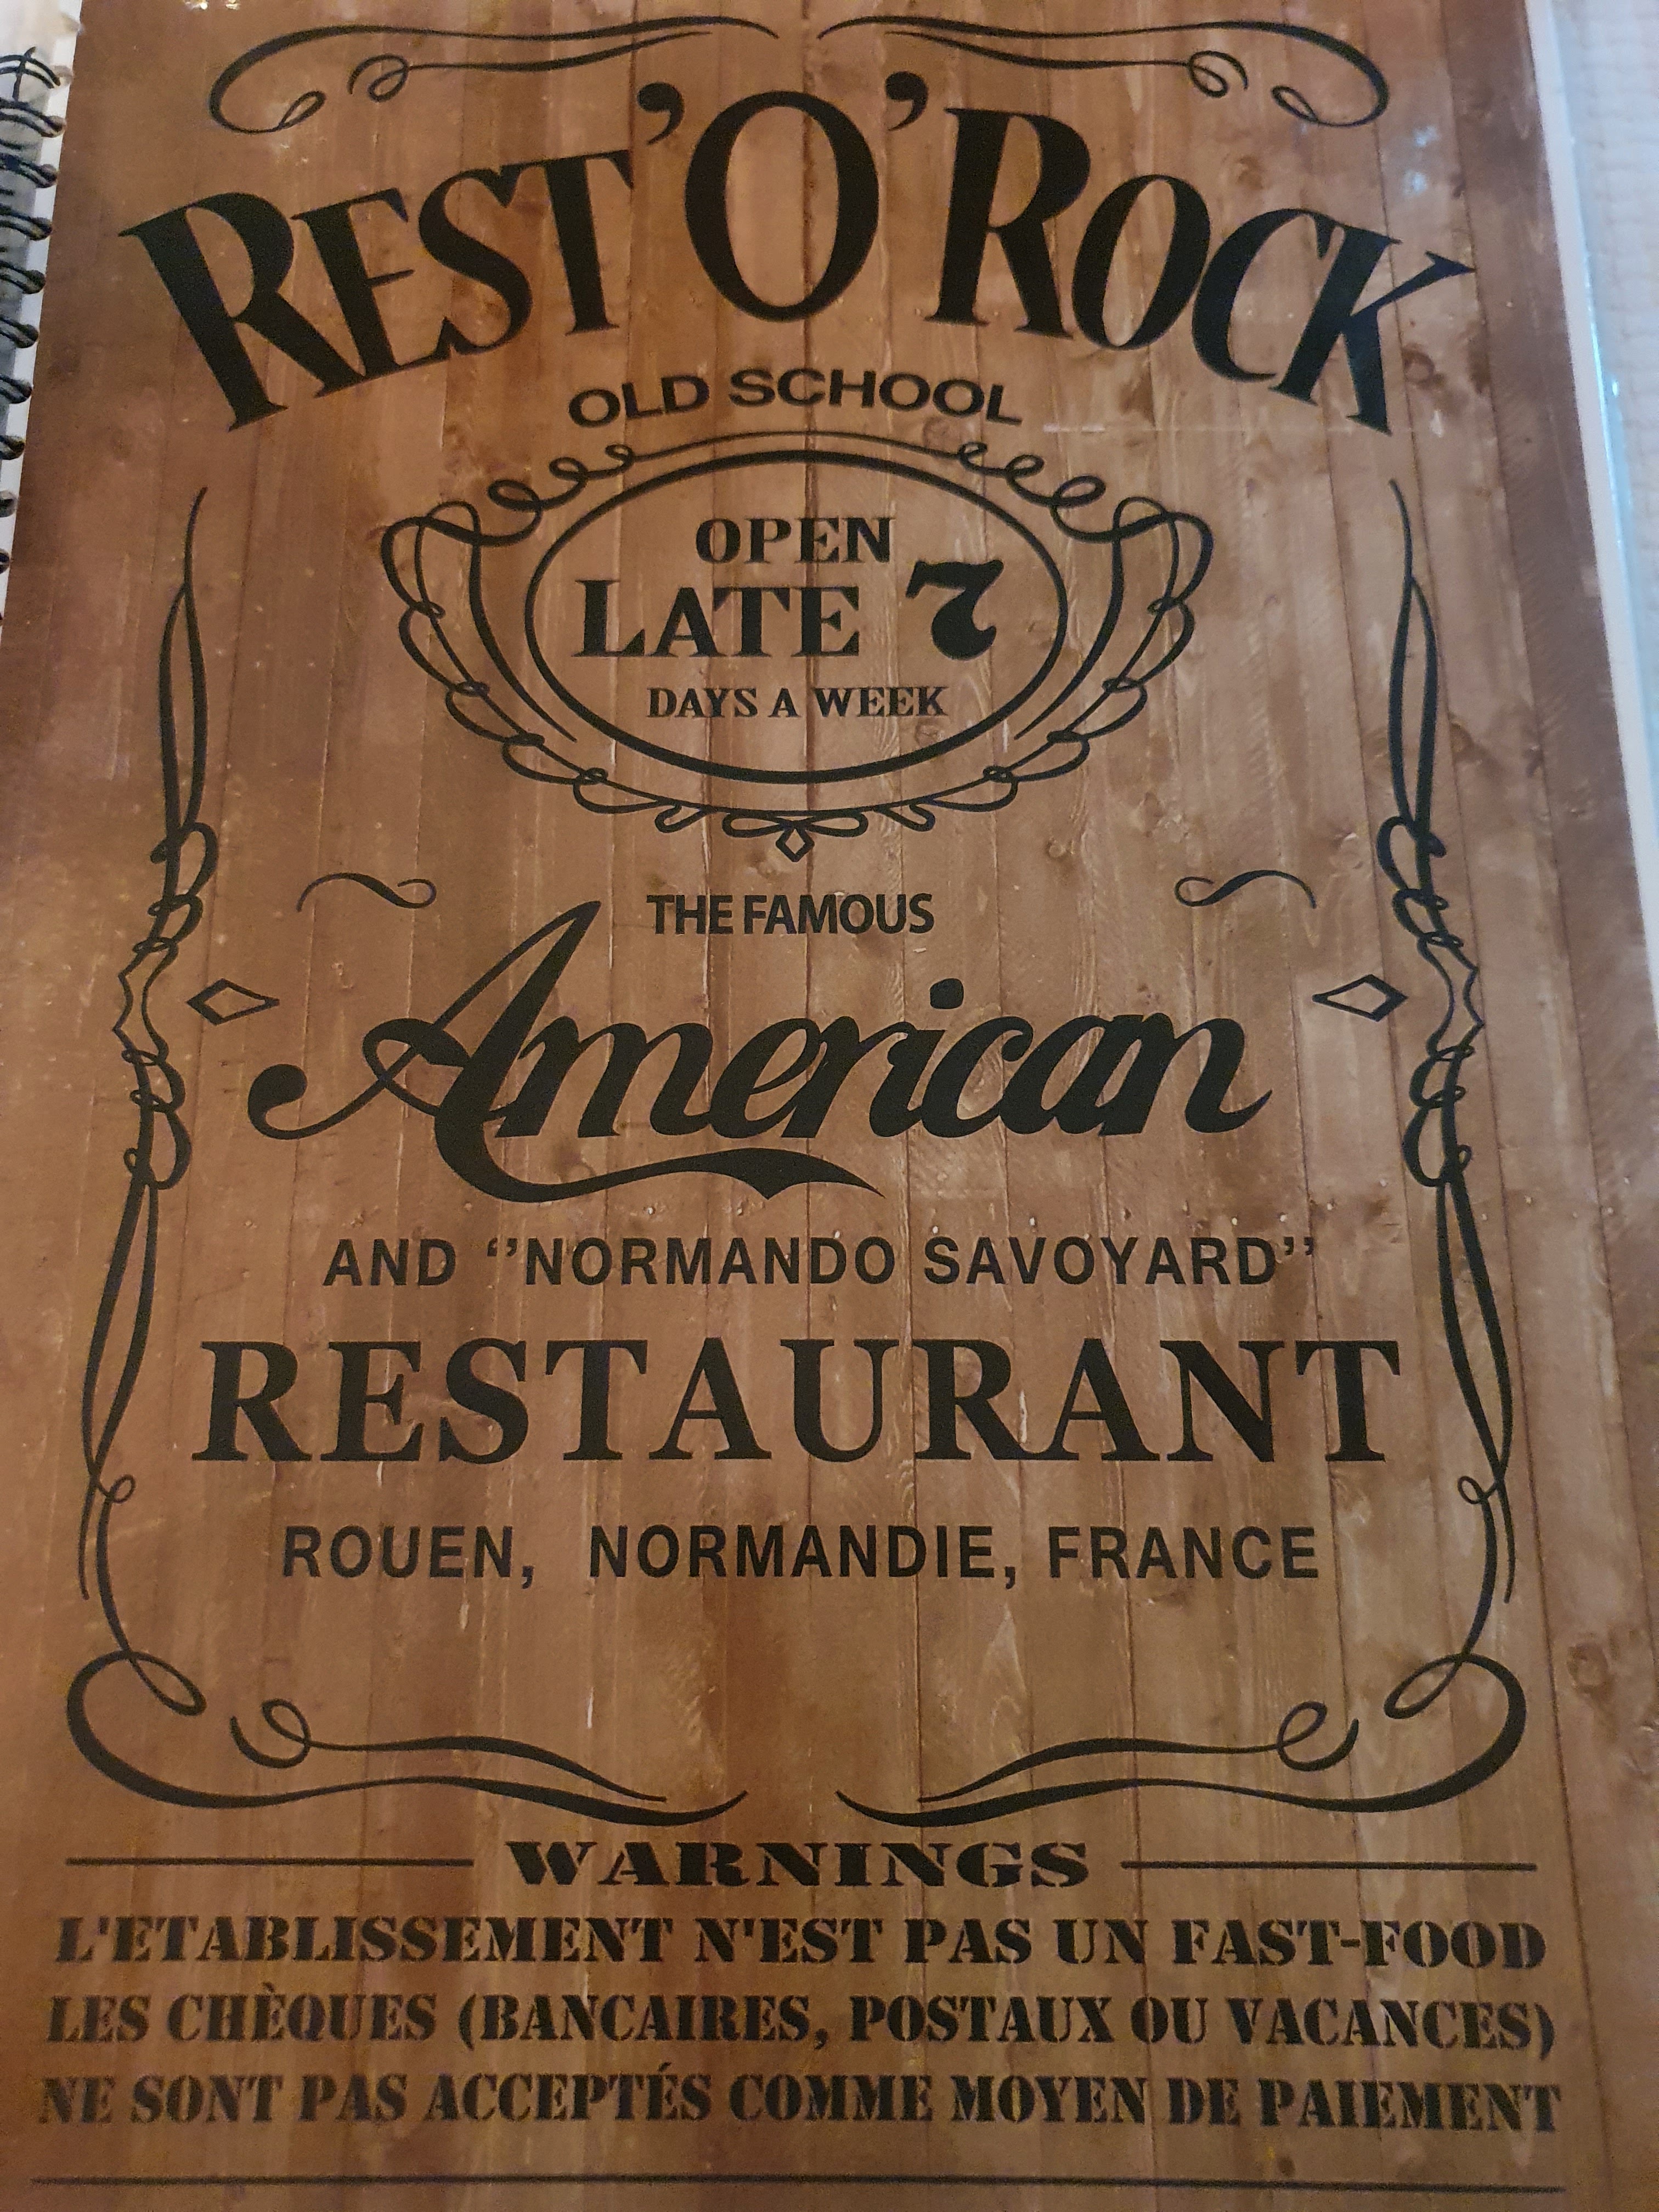 REST'O'ROCK
OLD SCHOOL
OPEN
LATE 7
DAYS A WEEK
THE FAMOUS
American
AND ‘’NORMANDO SAVOYARD’’
RESTAURANT
ROUEN, NORMANDIE, FRANCE
WARNINGS
L'ETABLISSEMENT N'EST PAS UN FAST-FOOD
LES CHÈQUES (BANCAIRES, POSTAUX OU VACANCES)
NE SONT PAS ACCEPTÉS COMME MOYEN DE PAIEMENT